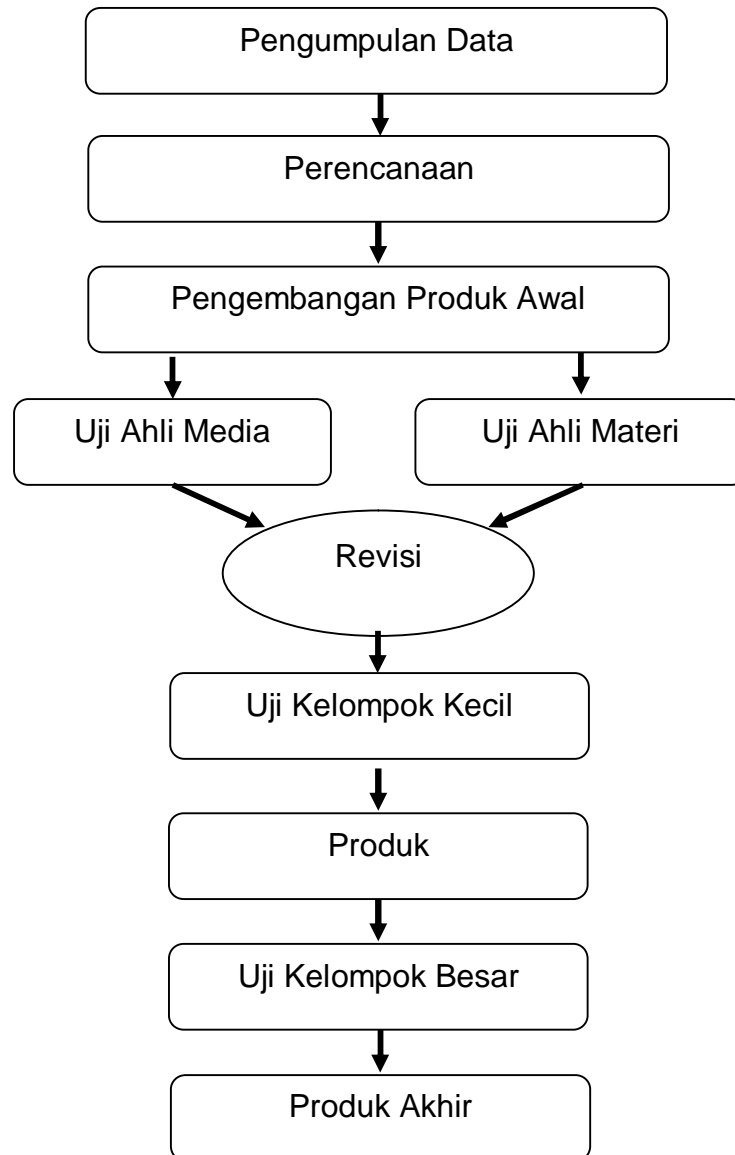 Pengumpulan Data
Perencanaan
Pengembangan Produk Awal
Uji Ahli Media
Uji Ahli Materi
Revisi
Uji Kelompok Kecil
Produk
Uji Kelompok Besar
Produk Akhir